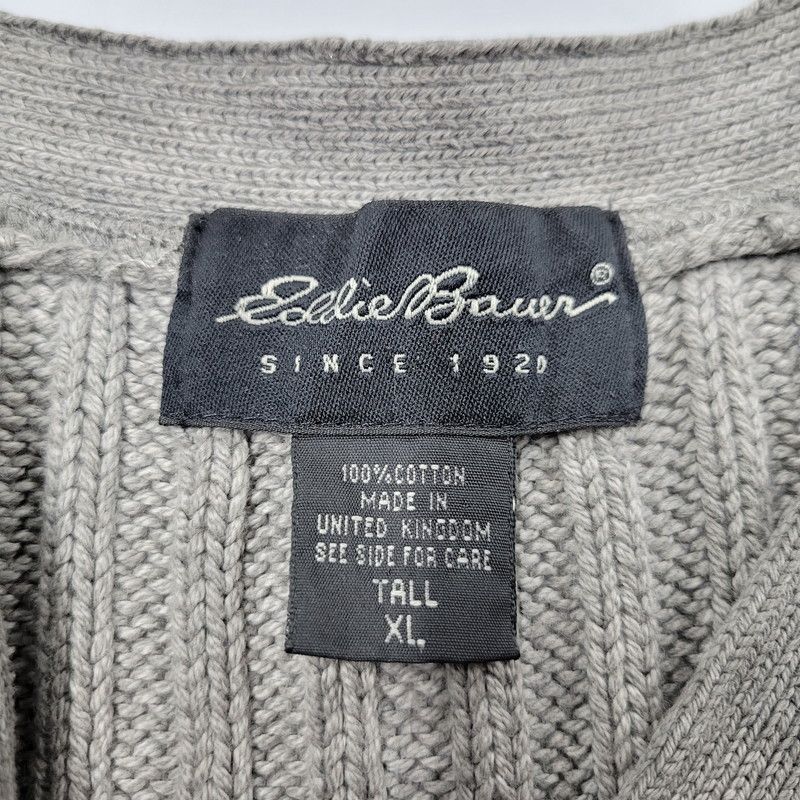 Eddie Bauer®
SINCE 1920
100% COTTON
MADE IN
UNITED KINGDOM
SEE SIDE FOR CARE
TALL
XL.